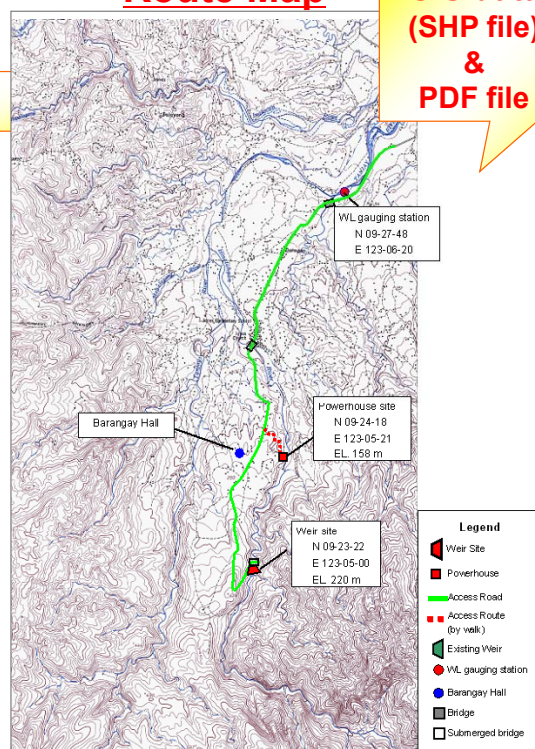 Route Map
(SHP file)
&
PDF file
WL gauging station
N 09-27-48
E 123-06-20
Barangay Hall
Powerhouse site
N 09-24-18
E 123-05-21
EL. 158 m
Weir site
N 09-23-22
E 123-05-00
EL. 220 m
Legend
Weir Site
Powerhouse
Access Road
Access Route
(by walk)
Existing Weir
WL gauging station
Barangay Hall
Bridge
Submerged bridge